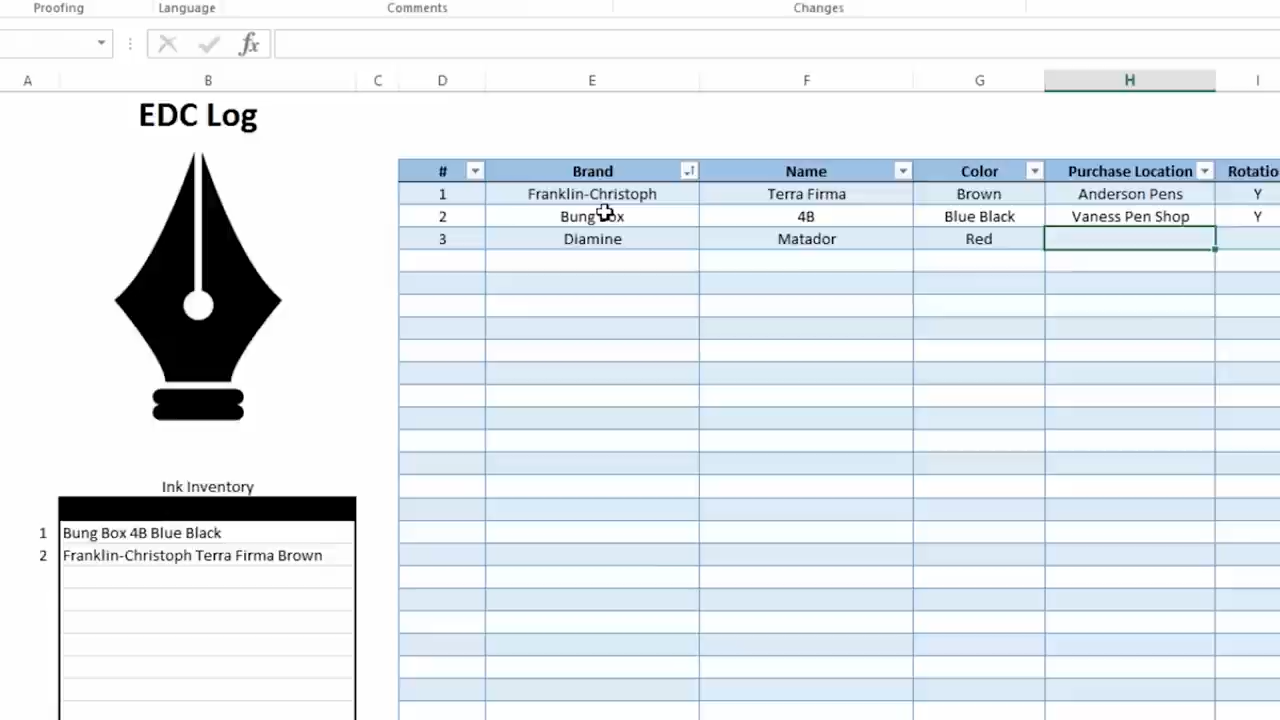 Proofing Language Comments Changes
fx
A B C D E F G H I
EDC Log
# Brand Name Color Purchase Location Rotatio
1 Franklin-Christoph Terra Firma Brown Anderson Pens Y
2 Bung Box 4B Blue Black Vaness Pen Shop Y
3 Diamine Matador Red
Ink Inventory
1 Bung Box 4B Blue Black
2 Franklin-Christoph Terra Firma Brown